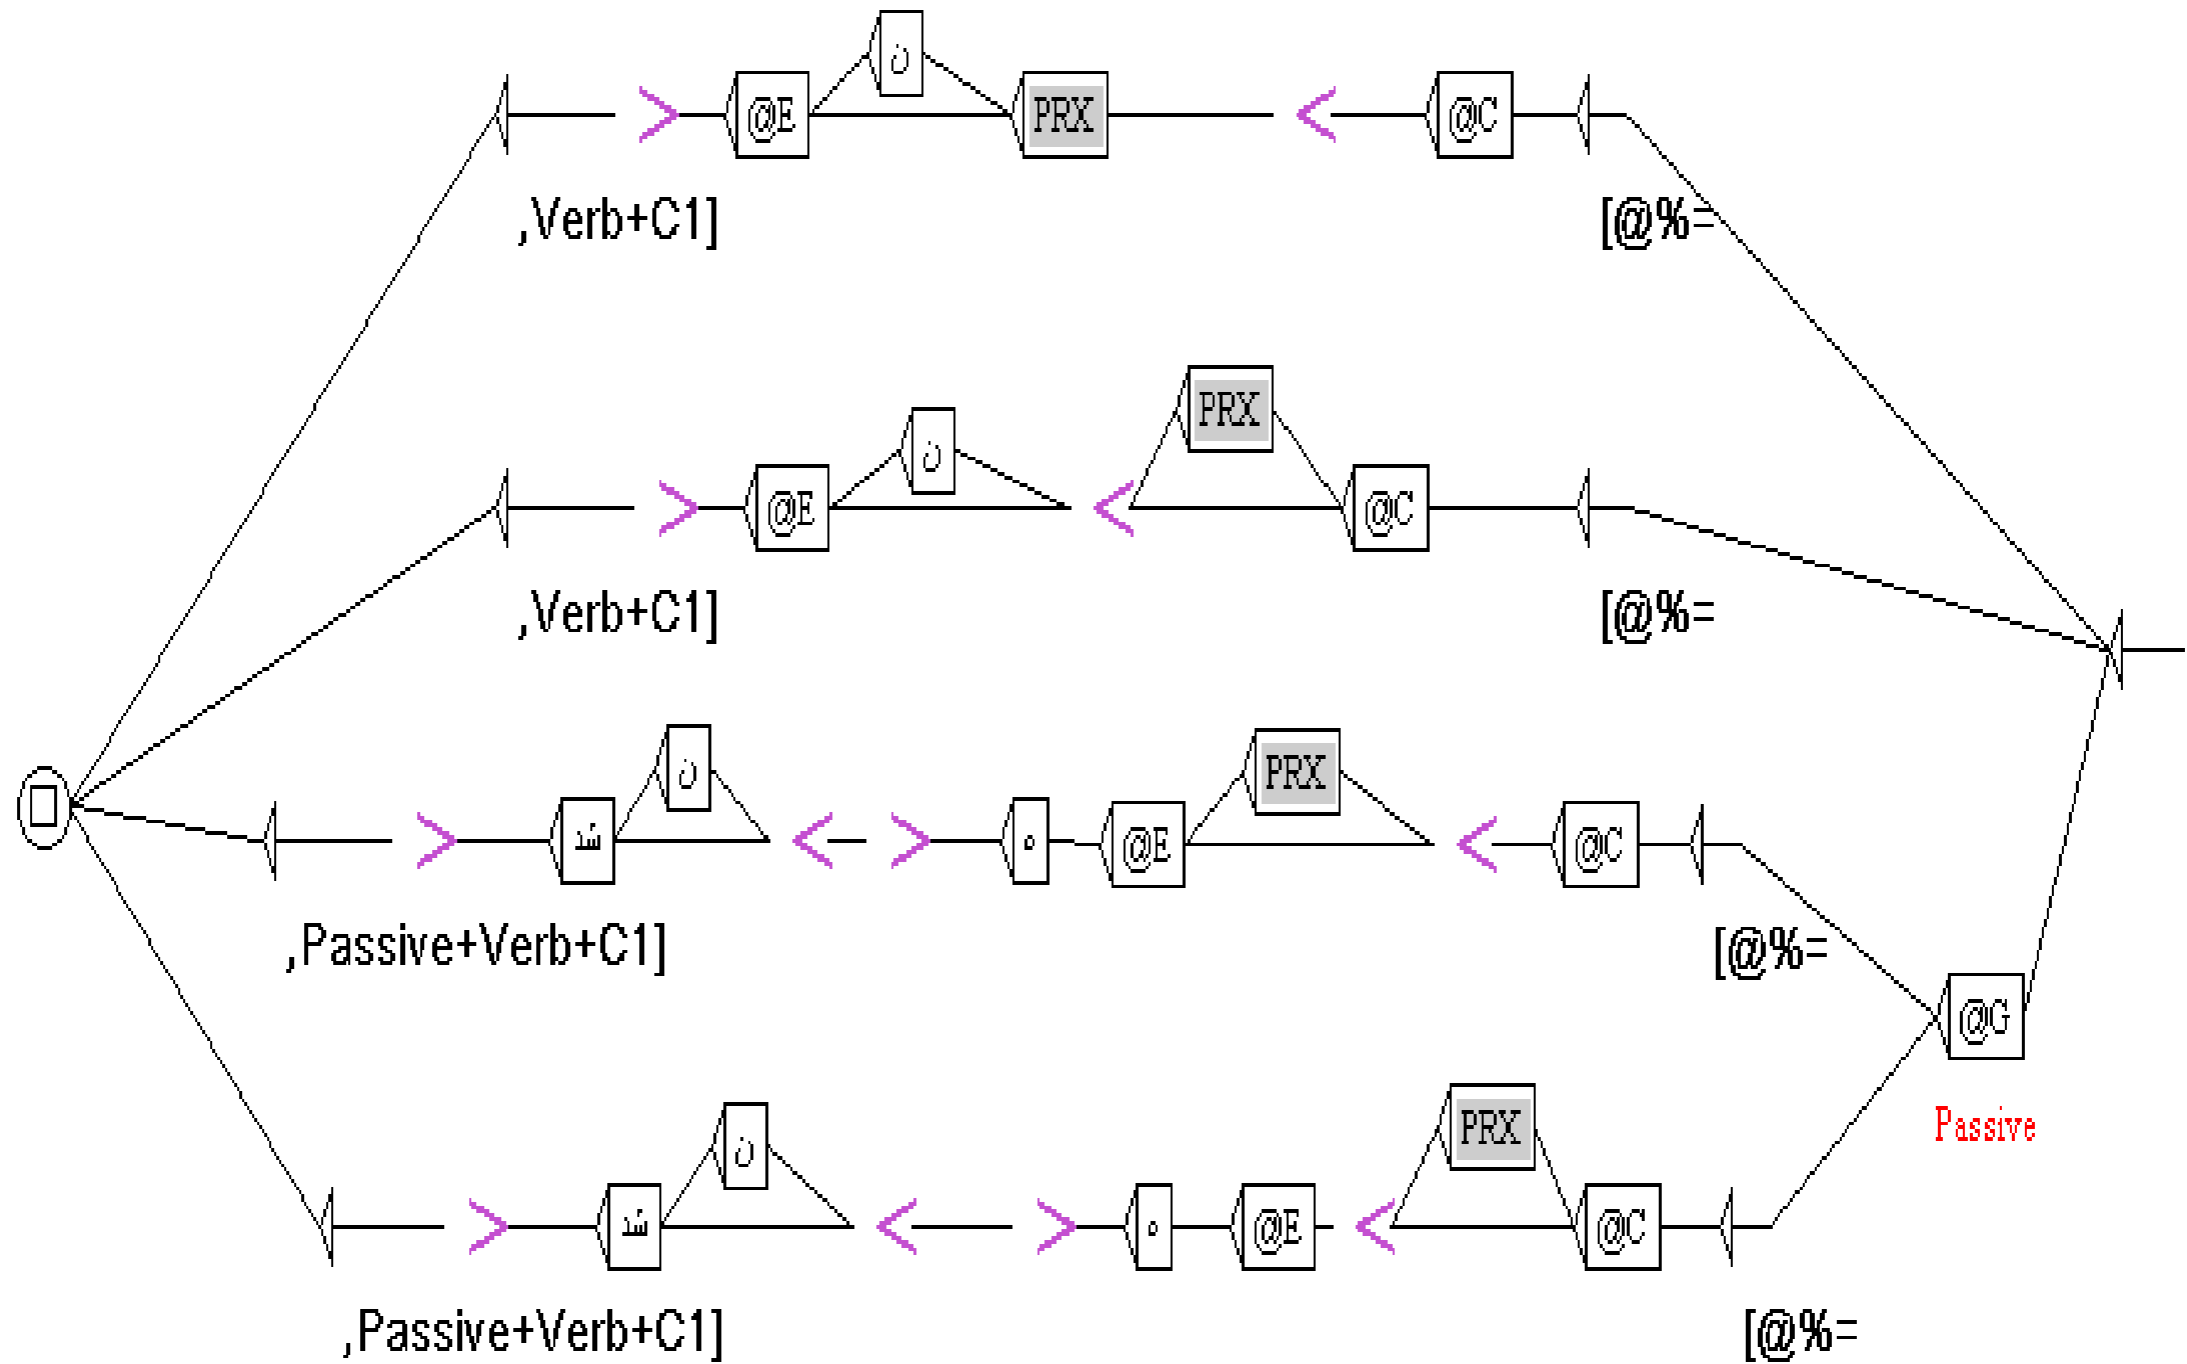 ن
@E PRX @C
,Verb+C1] [@%=
PRX
ن
@E @C
,Verb+C1] [@%=
ن PRX
شد ه @E @C
,Passive+Verb+C1] [@%=
@G
PRX
ن
Passive
شد ه @E @C
,Passive+Verb+C1] [@%=